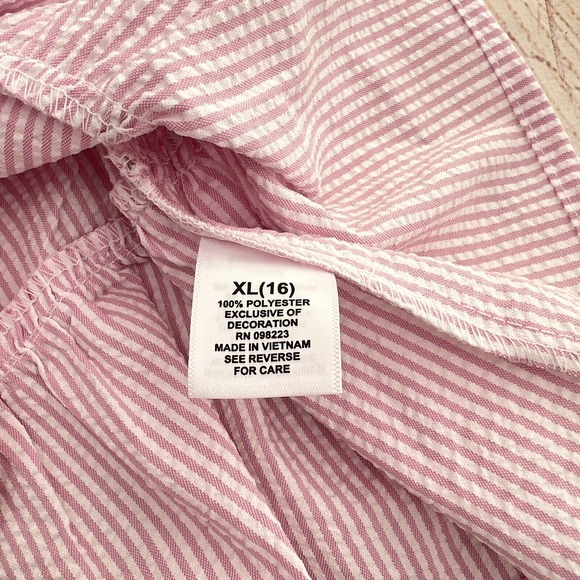 XL(16)
100% POLYESTER
EXCLUSIVE OF
DECORATION
RN 098223
MADE IN VIETNAM
SEE REVERSE
FOR CARE